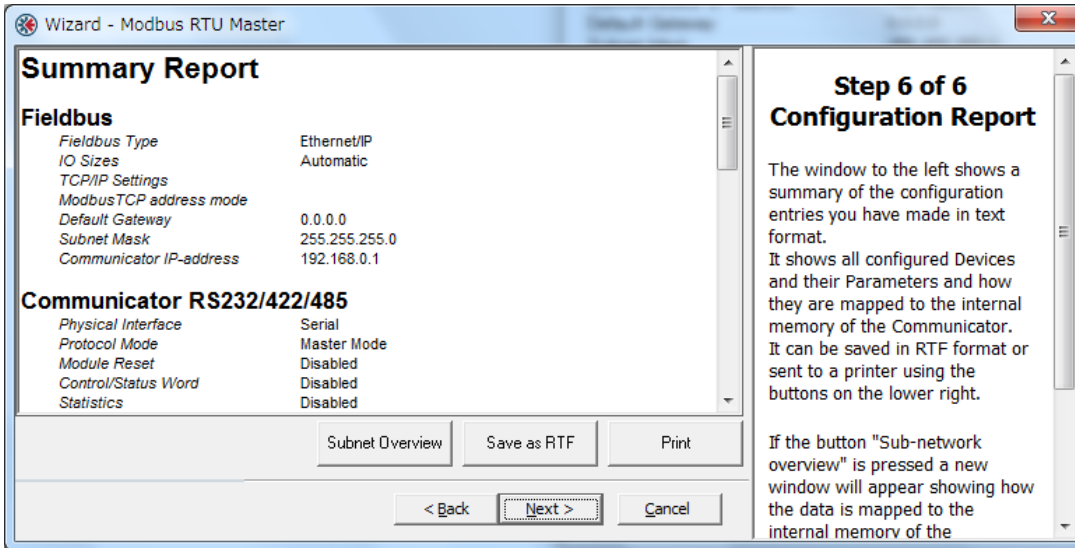 Wizard - Modbus RTU Master
Summary Report
Fieldbus
Fieldbus Type Ethernet/IP
IO Sizes Automatic
TCP/IP Settings
ModbusTCP address mode
Default Gateway 0.0.0.0
Subnet Mask 255.255.255.0
Communicator IP-address 192.168.0.1
Communicator RS232/422/485
Physical Interface Serial
Protocol Mode Master Mode
Module Reset Disabled
Control/Status Word Disabled
Statistics Disabled
Subnet Overview Save as RTF Print
< Back Next > Cancel
Step 6 of 6
Configuration Report
The window to the left shows a
summary of the configuration
entries you have made in text
format.
It shows all configured Devices
and their Parameters and how
they are mapped to the internal
memory of the Communicator.
It can be saved in RTF format or
sent to a printer using the
buttons on the lower right.
If the button "Sub-network
overview" is pressed a new
window will appear showing how
the data is mapped to the
internal memory of the